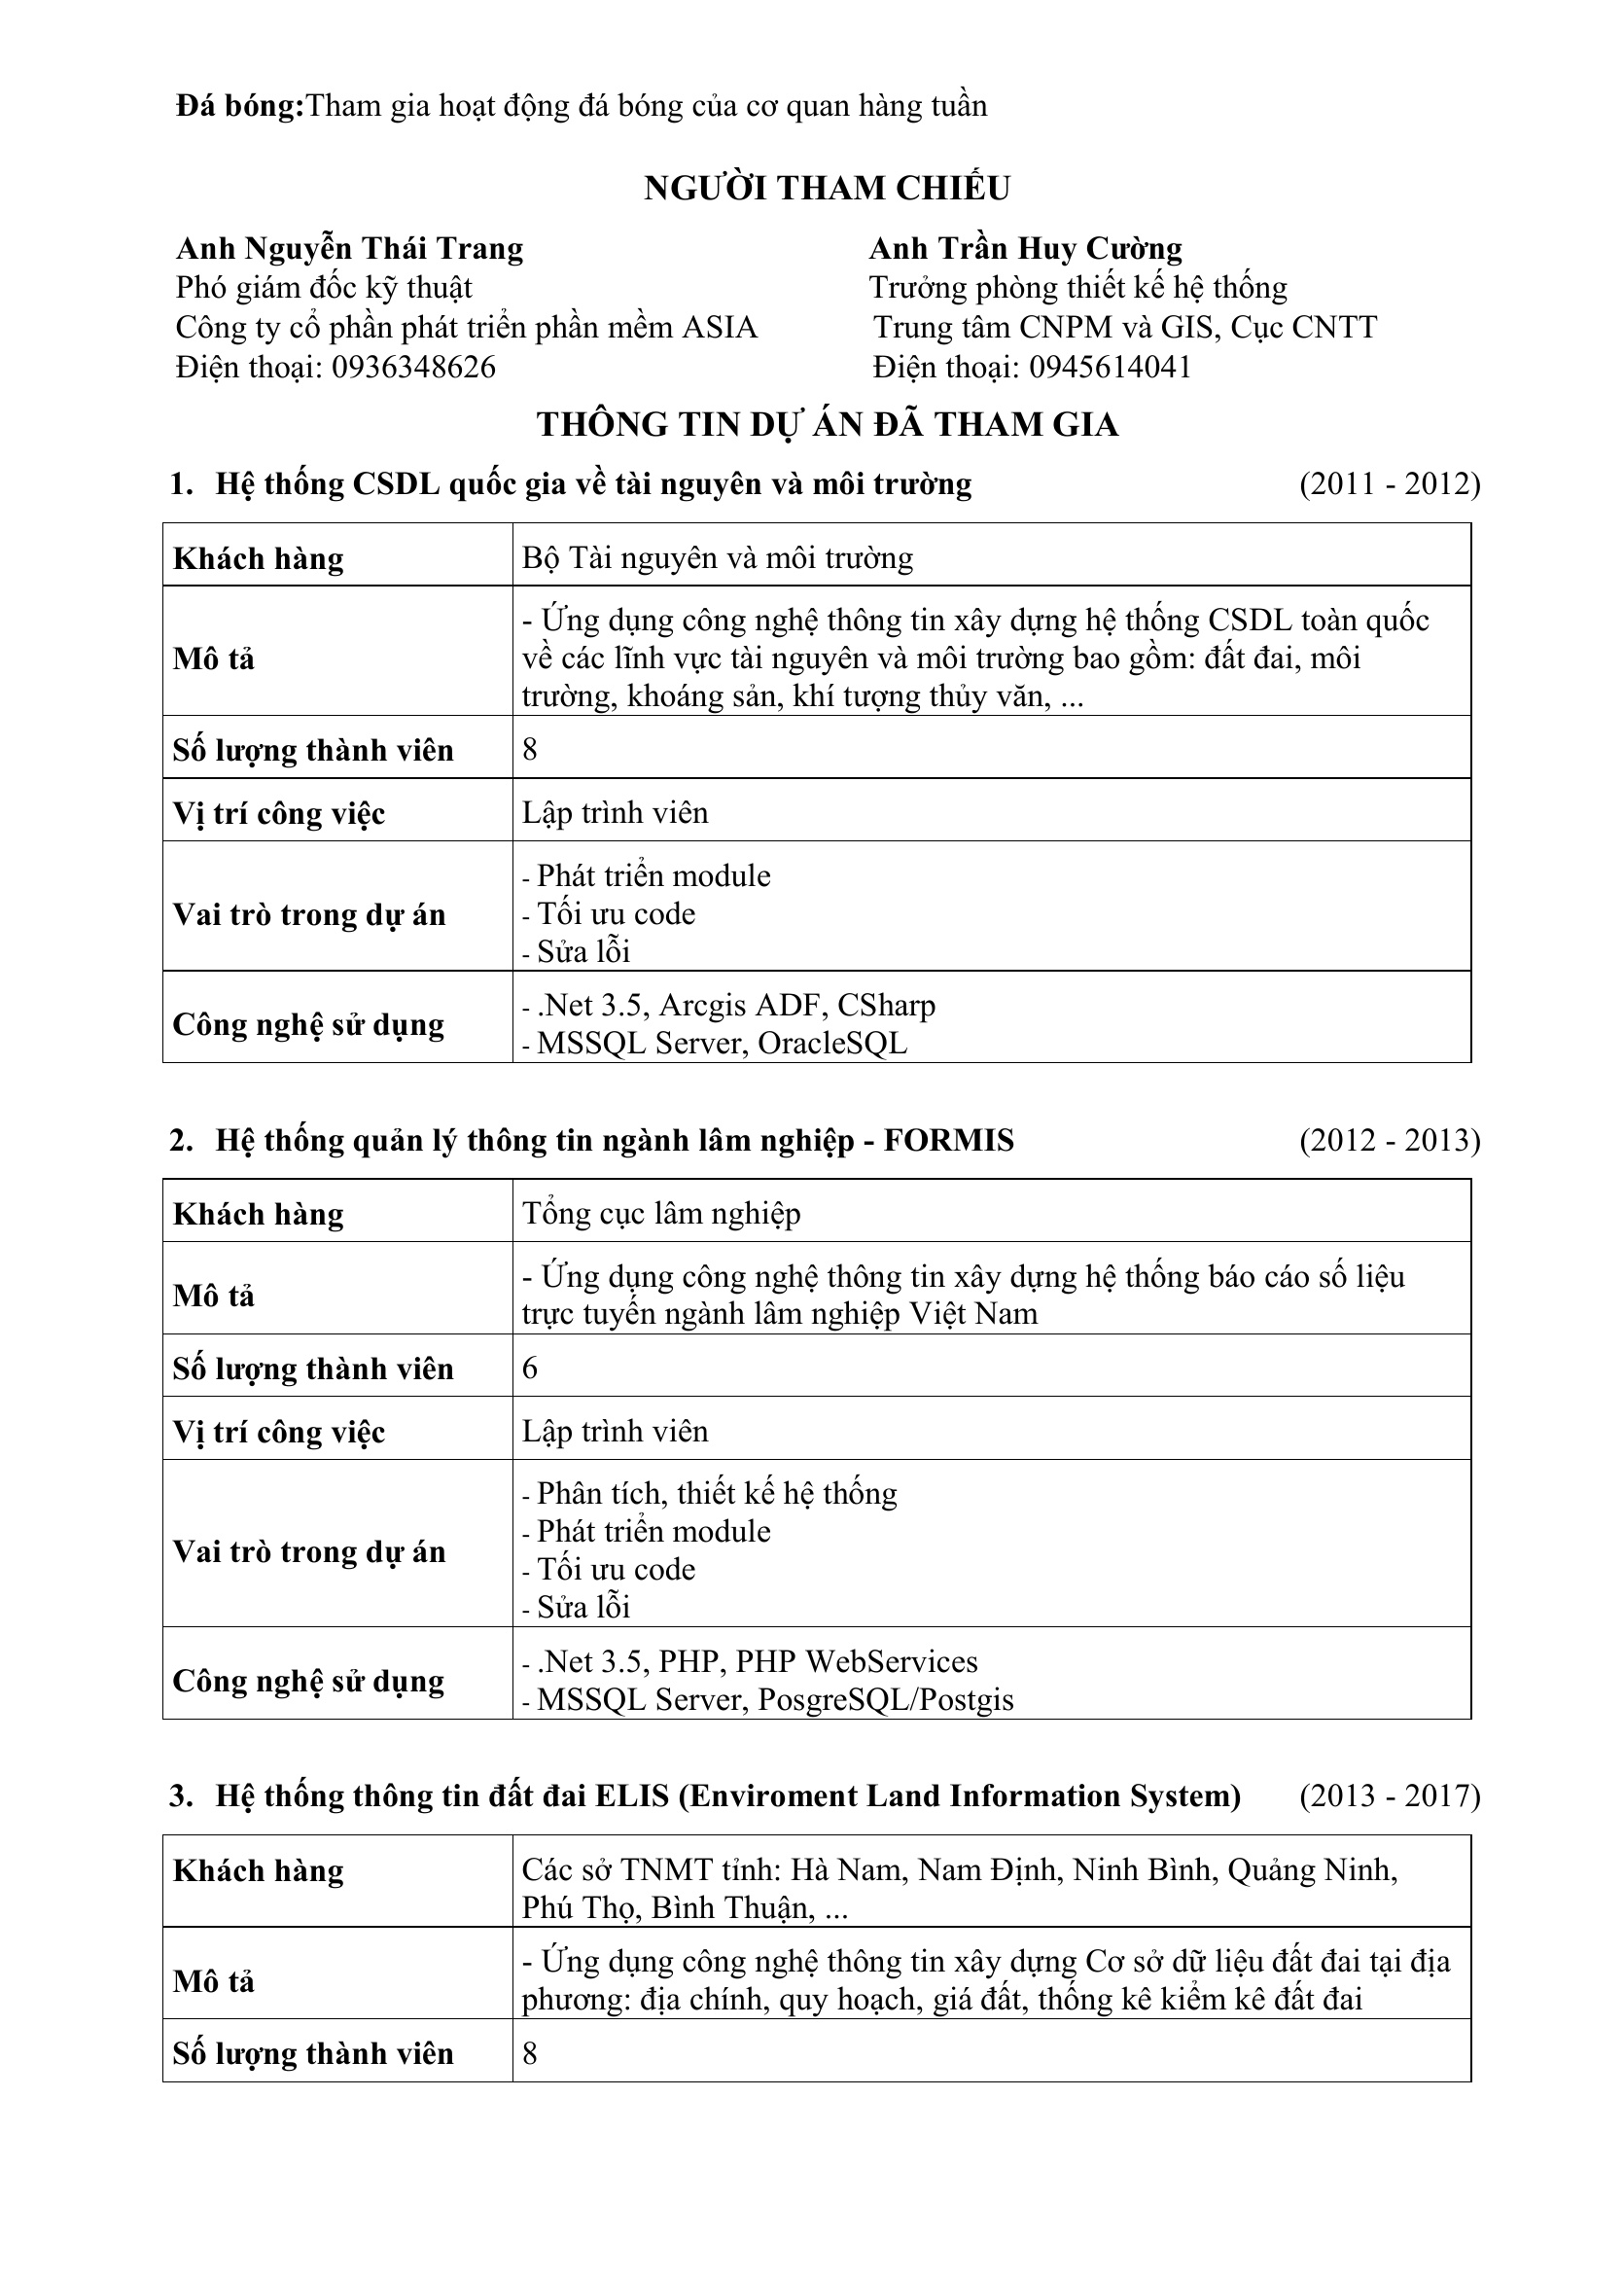 Đá bóng:Tham gia hoạt động đá bóng của cơ quan hàng tuần
NGƯỜI THAM CHIẾU
Anh Nguyễn Thái Trang
Phó giám đốc kỹ thuật
Công ty cổ phần phát triển phần mềm ASIA
Điện thoại: 0936348626
Anh Trần Huy Cường
Trưởng phòng thiết kế hệ thống
Trung tâm CNPM và GIS, Cục CNTT
Điện thoại: 0945614041
THÔNG TIN DỰ ÁN ĐÃ THAM GIA
1. Hệ thống CSDL quốc gia về tài nguyên và môi trường (2011 - 2012)
Khách hàng
Bộ Tài nguyên và môi trường
Mô tả
- Ứng dụng công nghệ thông tin xây dựng hệ thống CSDL toàn quốc
về các lĩnh vực tài nguyên và môi trường bao gồm: đất đai, môi
trường, khoáng sản, khí tượng thủy văn, ...
Số lượng thành viên
8
Vị trí công việc
Lập trình viên
Vai trò trong dự án
- Phát triển module
- Tối ưu code
- Sửa lỗi
Công nghệ sử dụng
- .Net 3.5, Arcgis ADF, CSharp
- MSSQL Server, OracleSQL
2. Hệ thống quản lý thông tin ngành lâm nghiệp - FORMIS (2012 - 2013)
Khách hàng
Tổng cục lâm nghiệp
Mô tả
- Ứng dụng công nghệ thông tin xây dựng hệ thống báo cáo số liệu
trực tuyến ngành lâm nghiệp Việt Nam
Số lượng thành viên
6
Vị trí công việc
Lập trình viên
Vai trò trong dự án
- Phân tích, thiết kế hệ thống
- Phát triển module
- Tối ưu code
- Sửa lỗi
Công nghệ sử dụng
- .Net 3.5, PHP, PHP WebServices
- MSSQL Server, PosgreSQL/Postgis
3. Hệ thống thông tin đất đai ELIS (Enviroment Land Information System) (2013 - 2017)
Khách hàng
Các sở TNMT tỉnh: Hà Nam, Nam Định, Ninh Bình, Quảng Ninh,
Phú Thọ, Bình Thuận, ...
Mô tả
- Ứng dụng công nghệ thông tin xây dựng Cơ sở dữ liệu đất đai tại địa
phương: địa chính, quy hoạch, giá đất, thống kê kiểm kê đất đai
Số lượng thành viên
8